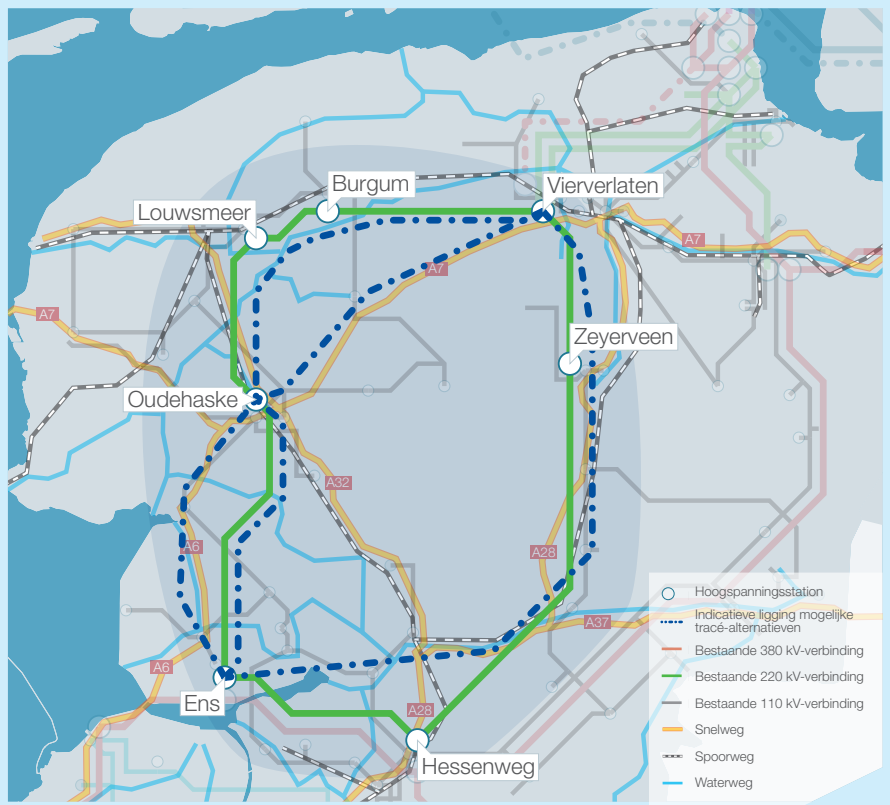 Burgum
Vierverlaten
Louwsmeer
A7
A7
A7
Zeyerveen
Oudehaske
A32
A6
A28
A37
A6
Ens
A28
Hessenweg
Hoogspanningsstation
Indicatieve ligging mogelijke
tracé-alternatieven
Bestaande 380 kV-verbinding
Bestaande 220 kV-verbinding
Bestaande 110 kV-verbinding
Snelweg
Spoorweg
Waterweg